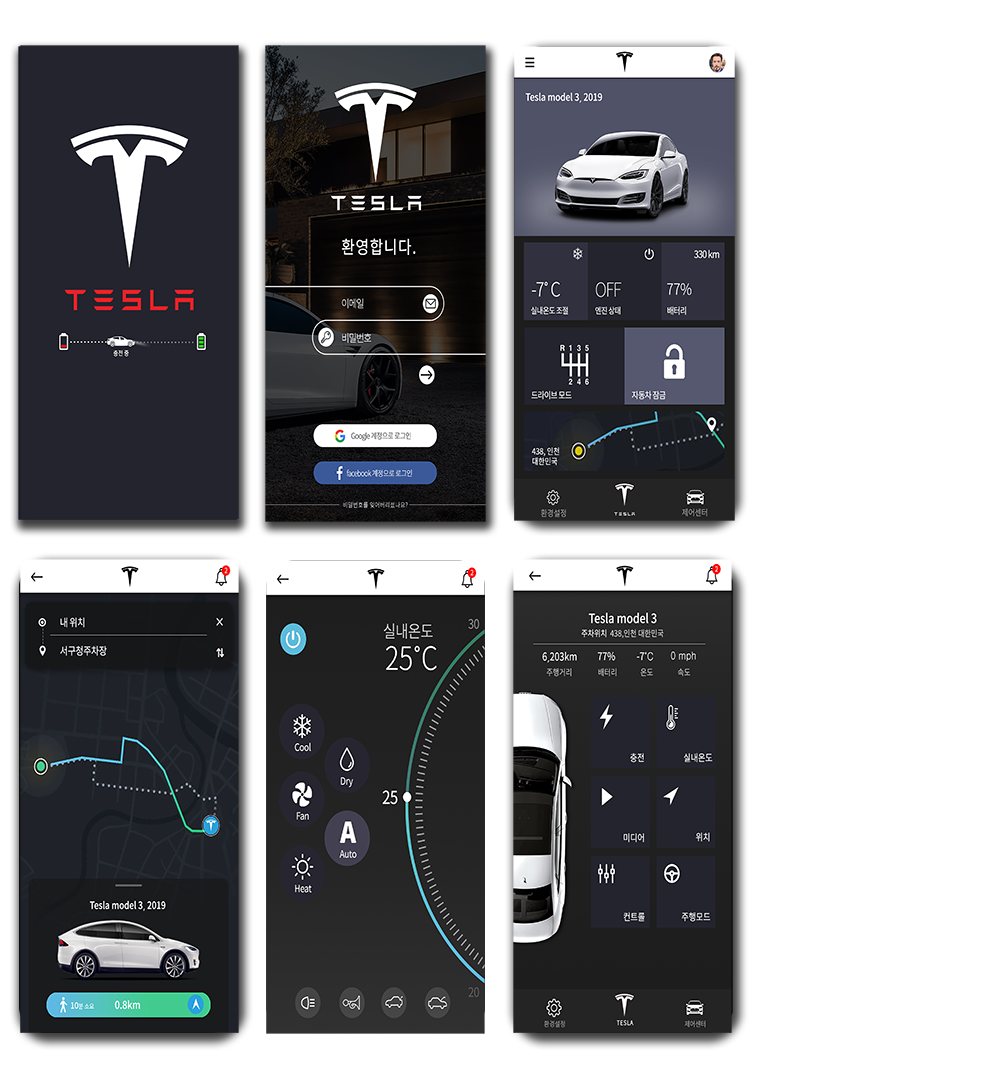 TESLA
충전 중
TESLA
환영합니다.
이메일
비밀번호
Google 계정으로 로그인
facebook 계정으로 로그인
비밀번호를 잊어버리셨나요?
Tesla model 3, 2019
330 km
-7˚C
OFF
77%
실내온도 조절
엔진 상태
배터리
R 1 3 5
2 4 6
드라이브 모드
자동차 잠금
438, 인천
대한민국
환경설정
TESLA
제어센터
2
내 위치
X
서구청주차장
Tesla model 3, 2019
10분 소요
0.8km
2
실내온도
25˚C
30
Cool
Dry
25
Fan
A
Auto
Heat
20
2
Tesla model 3
주차위치 438,인천 대한민국
6,203km
77%
-7˚C
0 mph
주행거리
배터리
온도
속도
충전
실내온도
미디어
위치
컨트롤
주행모드
환경설정
TESLA
제어센터